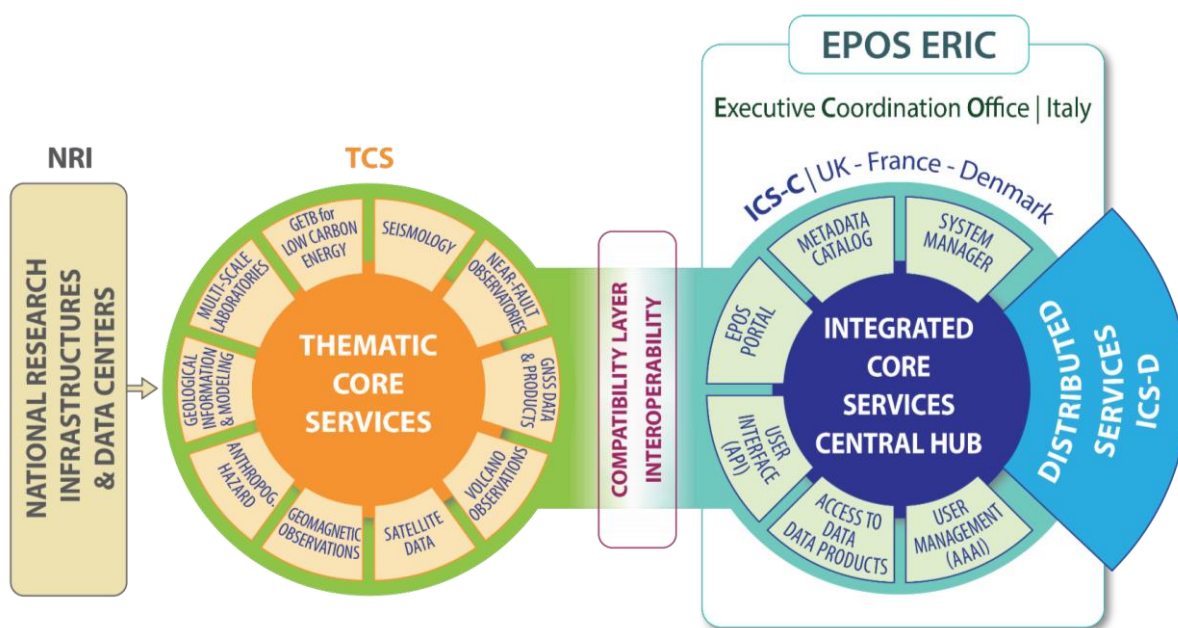 EPOS ERIC
Executive Coordination Office | Italy
NRI
NATIONAL RESEARCH
INFRASTRUCTURES
& DATA CENTERS
TCS
THEMATIC
CORE
SERVICES
GETB for
LOW CARBON
ENERGY
SEISMOLOGY
NEAR-FAULT
OBSERVATORIES
GNSS DATA
& PRODUCTS
VOLCANO
OBSERVATIONS
SATELLITE
DATA
GEOMAGNETIC
OBSERVATIONS
ANTHROPOG.
HAZARD
GEOLOGICAL
INFORMATION
& MODELING
MULTI-SCALE
LABORATORIES
COMPATIBILITY LAYER
INTEROPERABILITY
ICS-C | UK - France - Denmark
INTEGRATED
CORE
SERVICES
CENTRAL HUB
METADATA
CATALOG
SYSTEM
MANAGER
EPOS
PORTAL
USER
INTERFACE
(API)
ACCESS TO
DATA
DATA PRODUCTS
USER
MANAGEMENT
(AAAI)
DISTRIBUTED
SERVICES
ICS-D